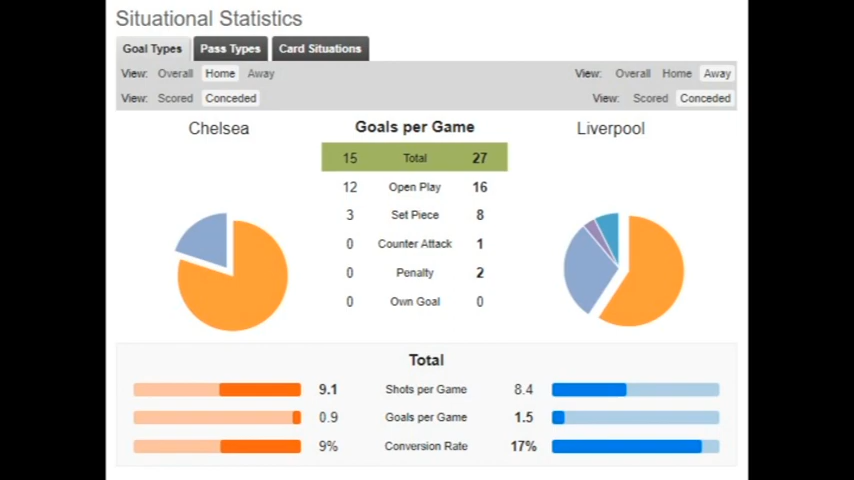 Situational Statistics
Goal Types Pass Types Card Situations
View: Overall Home Away View: Overall Home Away
View: Scored Conceded View: Scored Conceded
Chelsea Goals per Game Liverpool
15 Total 27
12 Open Play 16
3 Set Piece 8
0 Counter Attack 1
0 Penalty 2
0 Own Goal 0
Total
9.1 Shots per Game 8.4
0.9 Goals per Game 1.5
9% Conversion Rate 17%